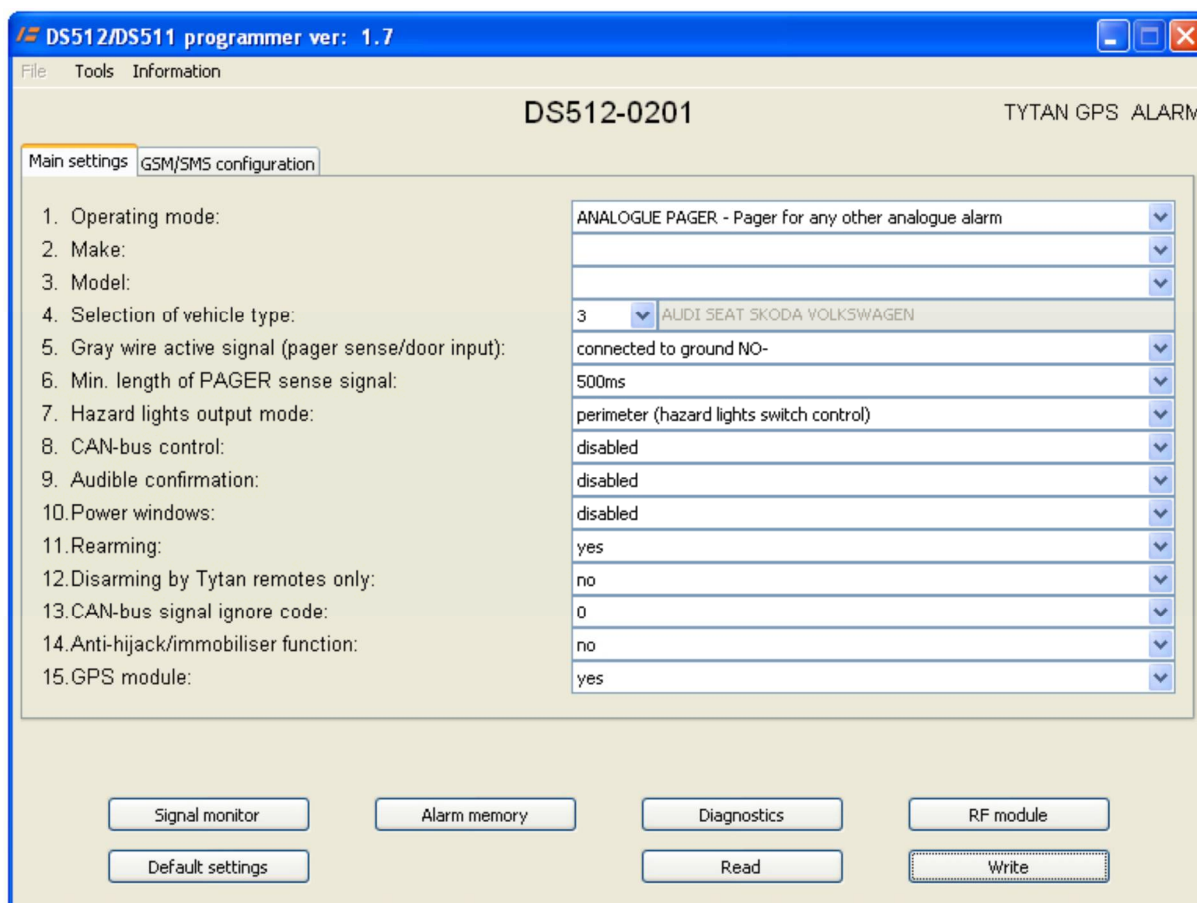 DS512/DS511 programmer ver: 1.7
File Tools Information
DS512-0201 TYTAN GPS ALARM
Main settings GSM/SMS configuration
1. Operating mode: ANALOGUE PAGER - Pager for any other analogue alarm
2. Make:
3. Model:
4. Selection of vehicle type: 3 AUDI SEAT SKODA VOLKSWAGEN
5. Gray wire active signal (pager sense/door input): connected to ground NO-
6. Min. length of PAGER sense signal: 500ms
7. Hazard lights output mode: perimeter (hazard lights switch control)
8. CAN-bus control: disabled
9. Audible confirmation: disabled
10.Power windows: disabled
11.Rearming: yes
12.Disarming by Tytan remotes only: no
13.CAN-bus signal ignore code: 0
14.Anti-hijack/immobiliser function: no
15.GPS module: yes
Signal monitor Alarm memory Diagnostics RF module
Default settings Read Write